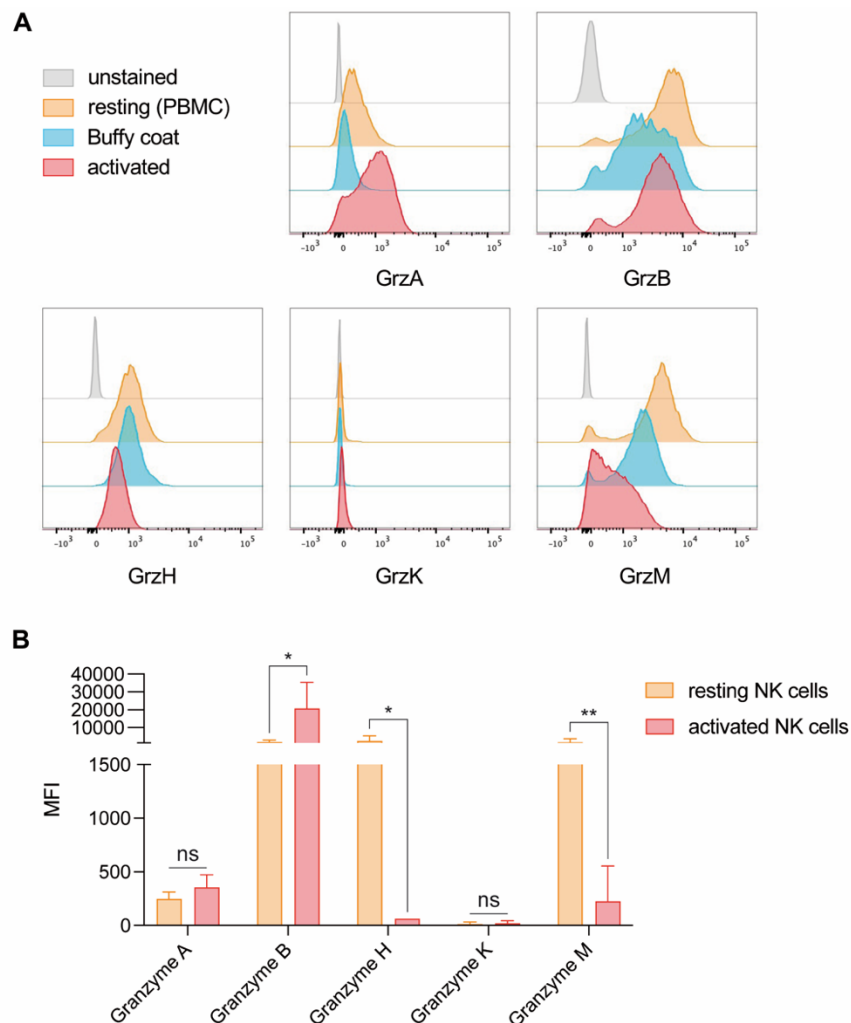 A
unstained
resting (PBMC)
Buffy coat
activated
-10³ 0 10³ 10⁴ 10⁵
GrzA
-10³ 0 10³ 10⁴ 10⁵
GrzB
-10³ 0 10³ 10⁴ 10⁵
GrzH
-10³ 0 10³ 10⁴ 10⁵
GrzK
-10³ 0 10³ 10⁴ 10⁵
GrzM
B
MFI
40000
30000
20000
10000
1500
1000
500
0
ns
*
*
ns
**
resting NK cells
activated NK cells
Granzyme A
Granzyme B
Granzyme H
Granzyme K
Granzyme M